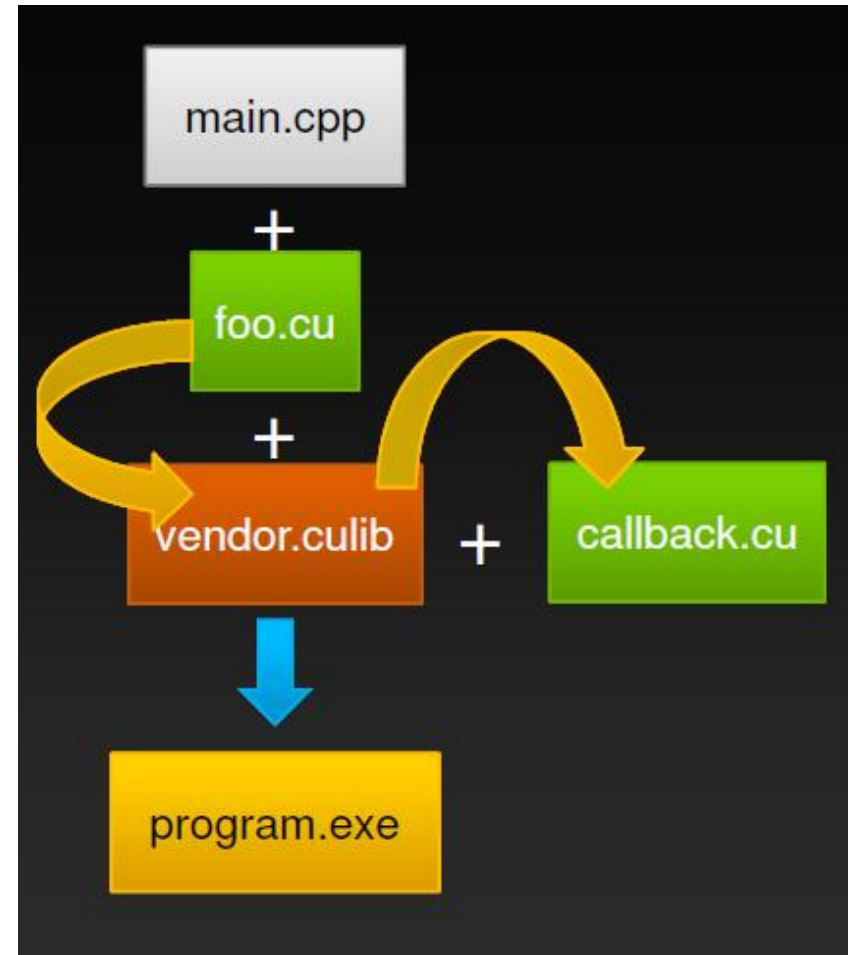 main.cpp
+
foo.cu
+
vendor.culib + callback.cu
program.exe